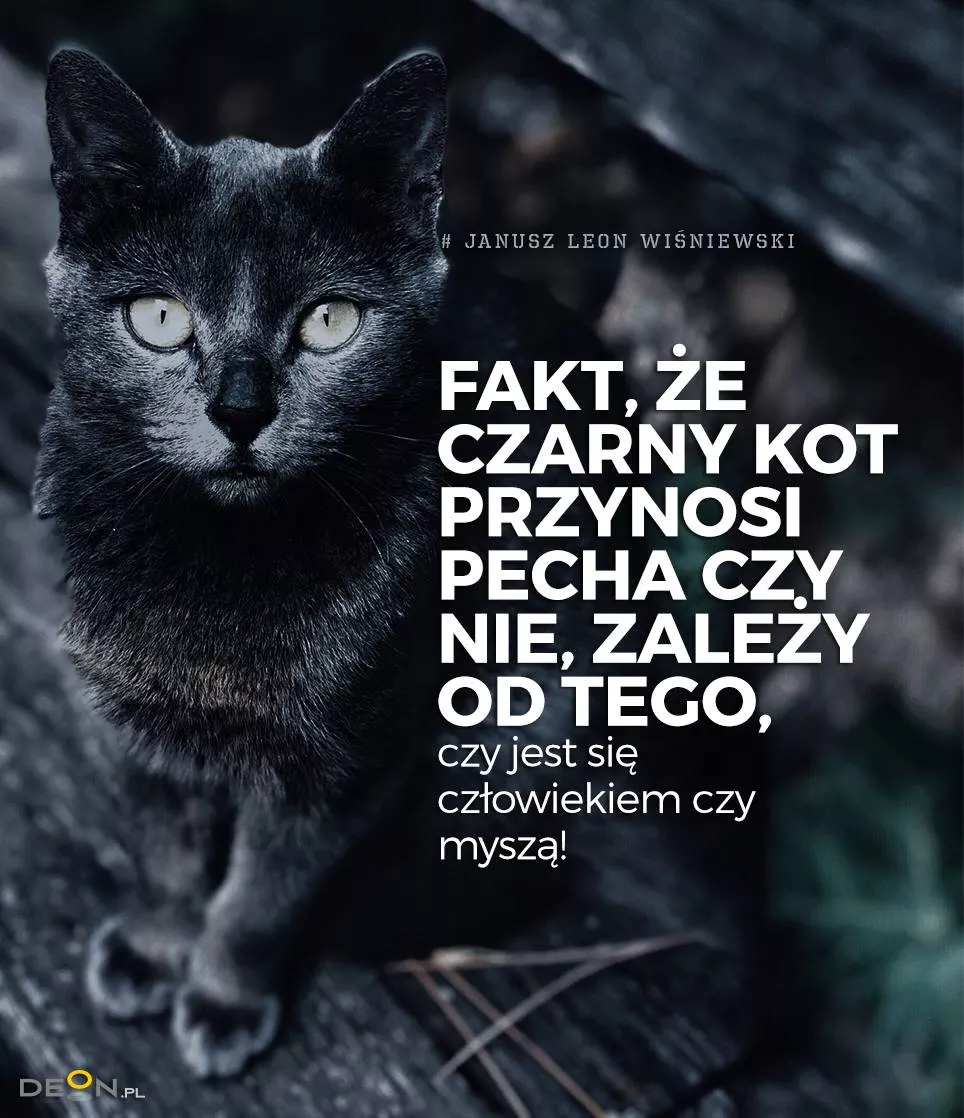 # JANUSZ LEON WIŚNIEWSKI
FAKT, ŻE
CZARNY KOT
PRZYNOSI
PECHA CZY
NIE, ZALEŻY
OD TEGO,
czy jest się
człowiekiem czy
myszą!
DEON.PL